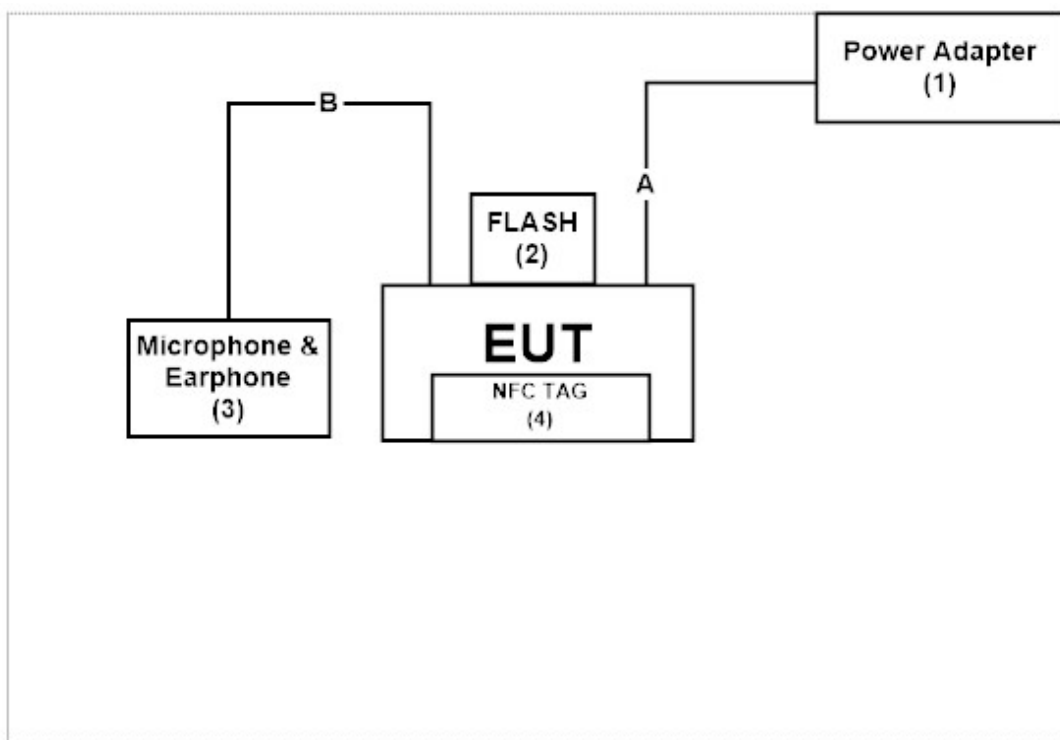 Power Adapter
(1)
B
A
FLASH
(2)
EUT
Microphone &
Earphone
(3)
NFC TAG
(4)